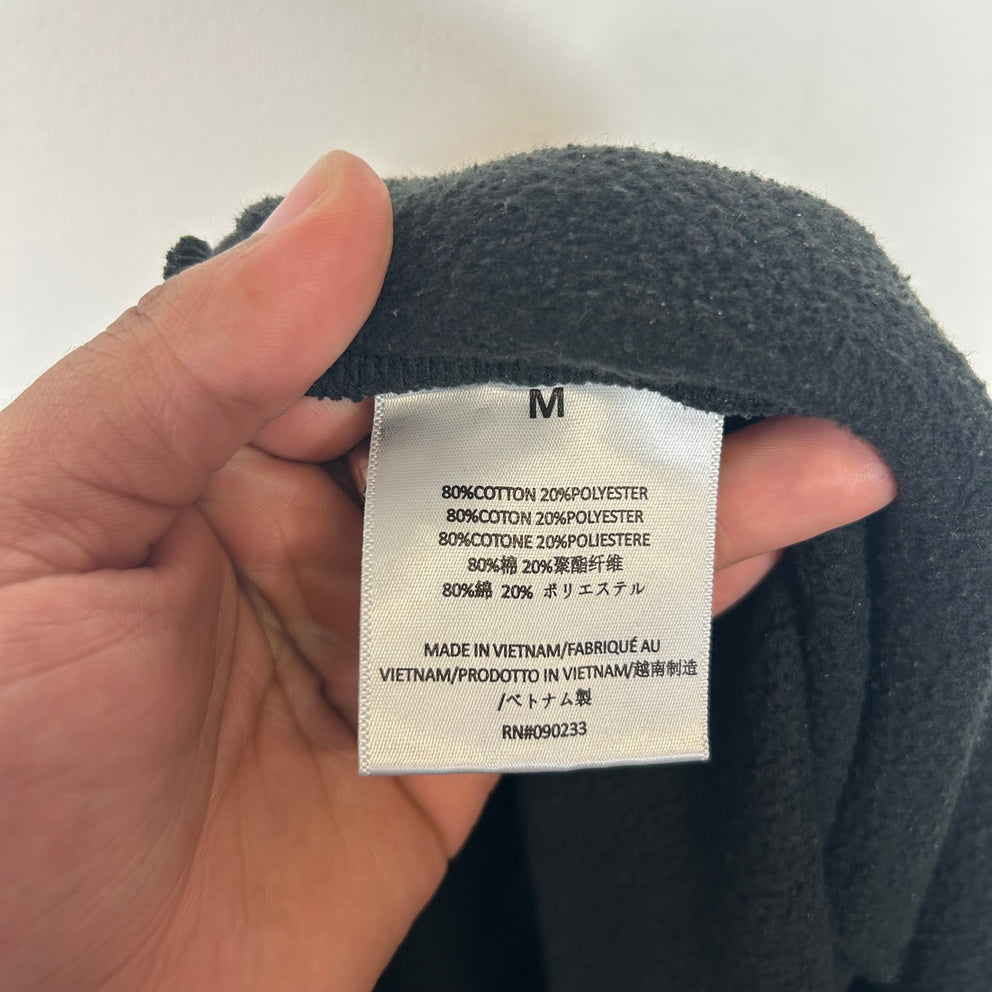 M
80%COTTON 20%POLYESTER
80%COTON 20%POLYESTER
80%COTONE 20%POLIESTERE
80%棉 20%聚酯纤维
80%綿 20% ポリエステル
MADE IN VIETNAM/FABRIQUÉ AU
VIETNAM/PRODOTTO IN VIETNAM/越南制造
/ベトナム製
RN#090233